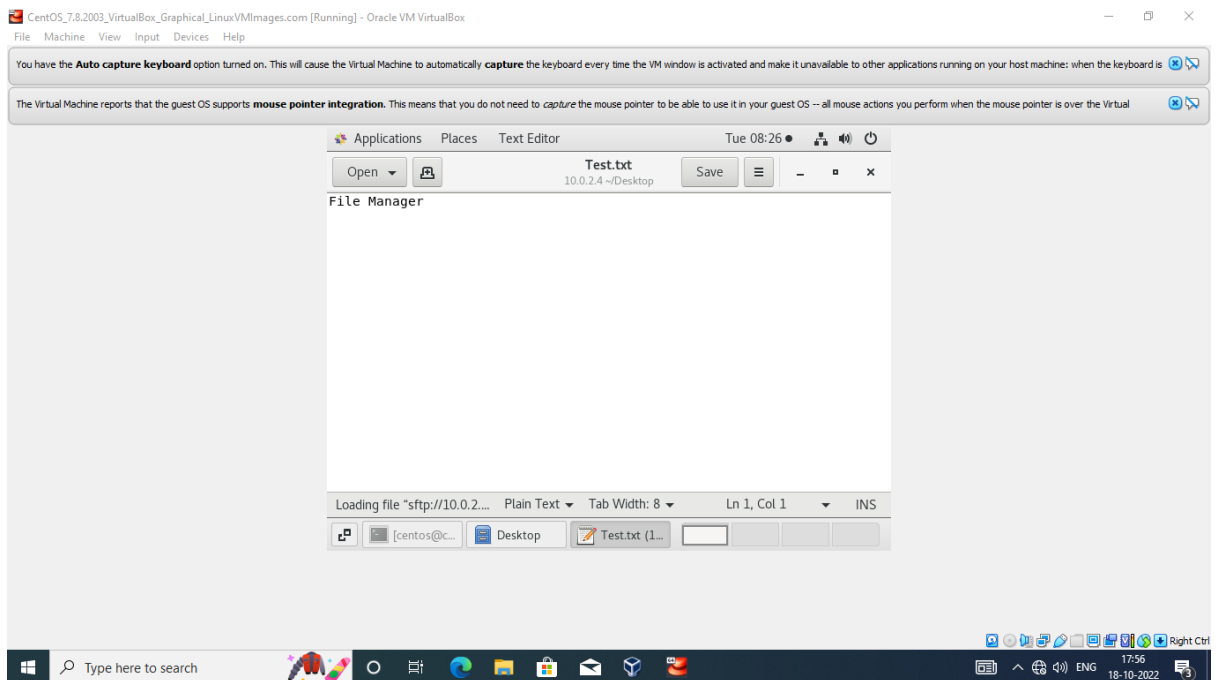 CentOS_7.8.2003_VirtualBox_Graphical_LinuxVMImages.com [Running] - Oracle VM VirtualBox
File Machine View Input Devices Help
You have the Auto capture keyboard option turned on. This will cause the Virtual Machine to automatically capture the keyboard every time the VM window is activated and make it unavailable to other applications running on your host machine: when the keyboard is
The Virtual Machine reports that the guest OS supports mouse pointer integration. This means that you do not need to capture the mouse pointer to be able to use it in your guest OS -- all mouse actions you perform when the mouse pointer is over the Virtual
Applications Places Text Editor Tue 08:26
Open Test.txt Save
10.0.2.4 ~/Desktop
File Manager
Loading file "sftp://10.0.2.... Plain Text Tab Width: 8 Ln 1, Col 1 INS
[centos@c... Desktop Test.txt (1...
Right Ctrl
Type here to search ENG 17:56
18-10-2022 3